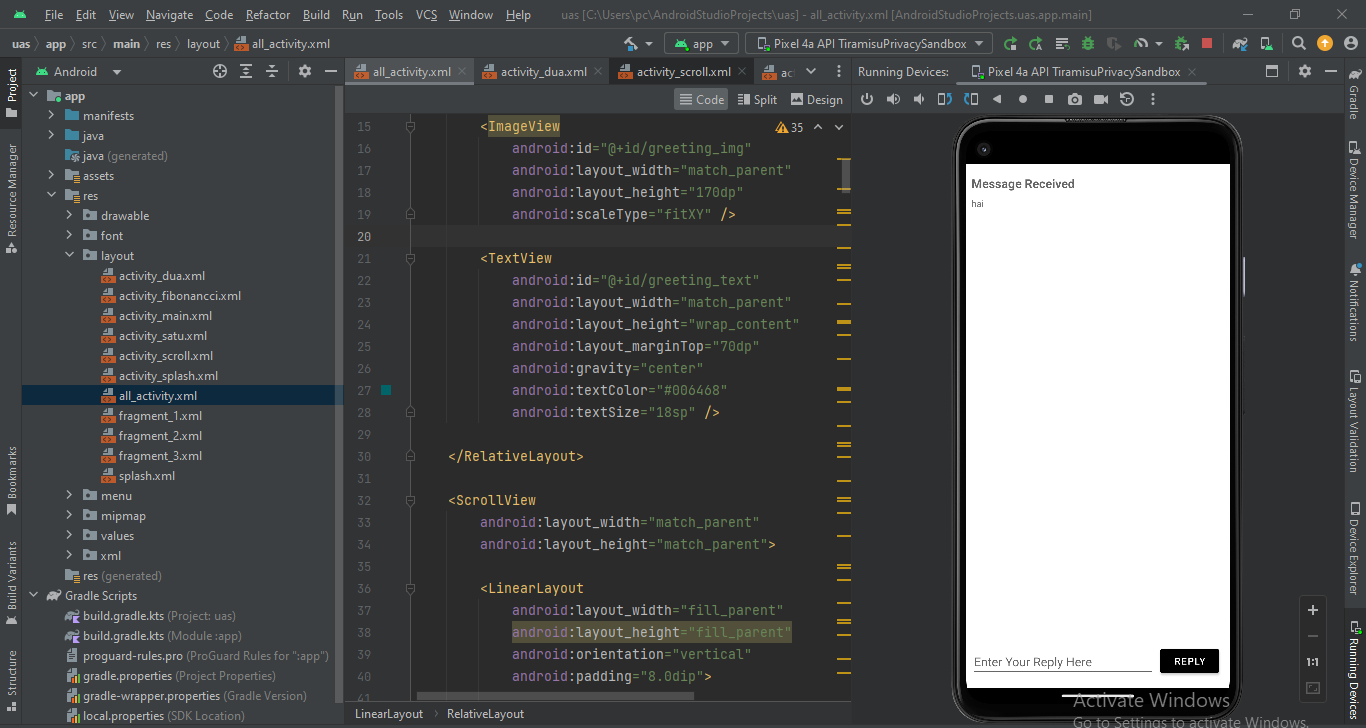 File Edit View Navigate Code Refactor Build Run Tools VCS Window Help uas [C:\Users\pc\AndroidStudioProjects\uas] - all_activity.xml [AndroidStudioProjects.uas.app.main]
uas app src main res layout all_activity.xml app Pixel 4a API TiramisuPrivacySandbox
Android all_activity.xml activity_dua.xml activity_scroll.xml Running Devices: Pixel 4a API TiramisuPrivacySandbox
Code Split Design
Project
Resource Manager
Bookmarks
Build Variants
Structure
app
manifests
java
java (generated)
assets
res
drawable
font
layout
activity_dua.xml
activity_fibonancci.xml
activity_main.xml
activity_satu.xml
activity_scroll.xml
activity_splash.xml
all_activity.xml
fragment_1.xml
fragment_2.xml
fragment_3.xml
splash.xml
menu
mipmap
values
xml
res (generated)
Gradle Scripts
build.gradle.kts (Project: uas)
build.gradle.kts (Module :app)
proguard-rules.pro (ProGuard Rules for ":app")
gradle.properties (Project Properties)
gradle-wrapper.properties (Gradle Version)
local.properties (SDK Location)
35
15 <ImageView
16 android:id="@+id/greeting_img"
17 android:layout_width="match_parent"
18 android:layout_height="170dp"
19 android:scaleType="fitXY" />
20
21 <TextView
22 android:id="@+id/greeting_text"
23 android:layout_width="match_parent"
24 android:layout_height="wrap_content"
25 android:layout_marginTop="70dp"
26 android:gravity="center"
27 android:textColor="#006468"
28 android:textSize="18sp" />
29
30 </RelativeLayout>
31
32 <ScrollView
33 android:layout_width="match_parent"
34 android:layout_height="match_parent">
35
36 <LinearLayout
37 android:layout_width="fill_parent"
38 android:layout_height="fill_parent"
39 android:orientation="vertical"
40 android:padding="8.0dip">
41
LinearLayout RelativeLayout
Message Received
hai
Enter Your Reply Here REPLY
1:1
Activate Windows
Go to Settings to activate Windows.
Gradle
Device Manager
Notifications
Layout Validation
Device Explorer
Running Devices